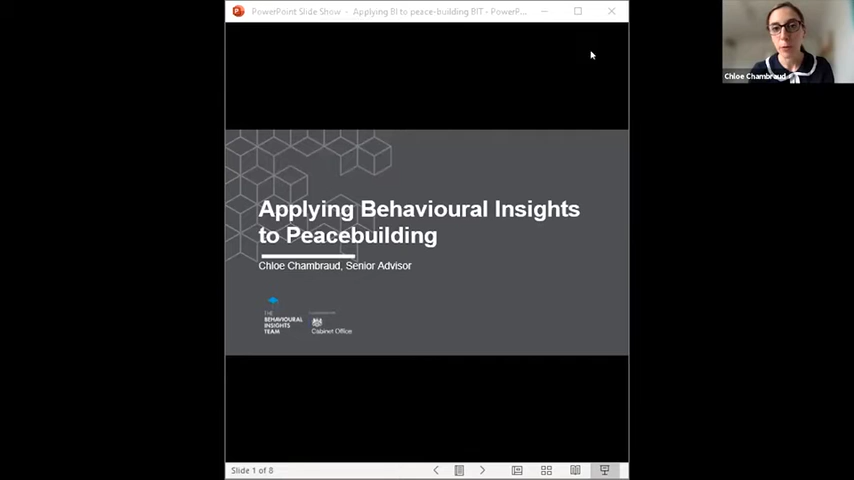 PowerPoint Slide Show - Applying BI to peace-building BIT - PowerP...
Chloe Chambraud
Applying Behavioural Insights
to Peacebuilding
Chloe Chambraud, Senior Advisor
THE
BEHAVIOURAL
INSIGHTS
TEAM
Cabinet Office
Slide 1 of 8